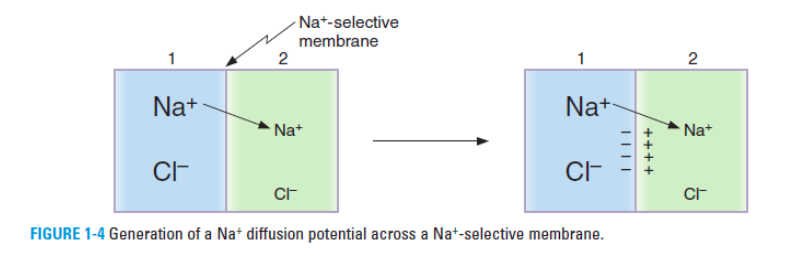 Na⁺-selective
membrane
1
2
Na⁺
Na⁺
Cl⁻
Cl⁻
1
2
Na⁺
− +
− +
− +
− +
Na⁺
Cl⁻
Cl⁻
FIGURE 1-4 Generation of a Na⁺ diffusion potential across a Na⁺-selective membrane.